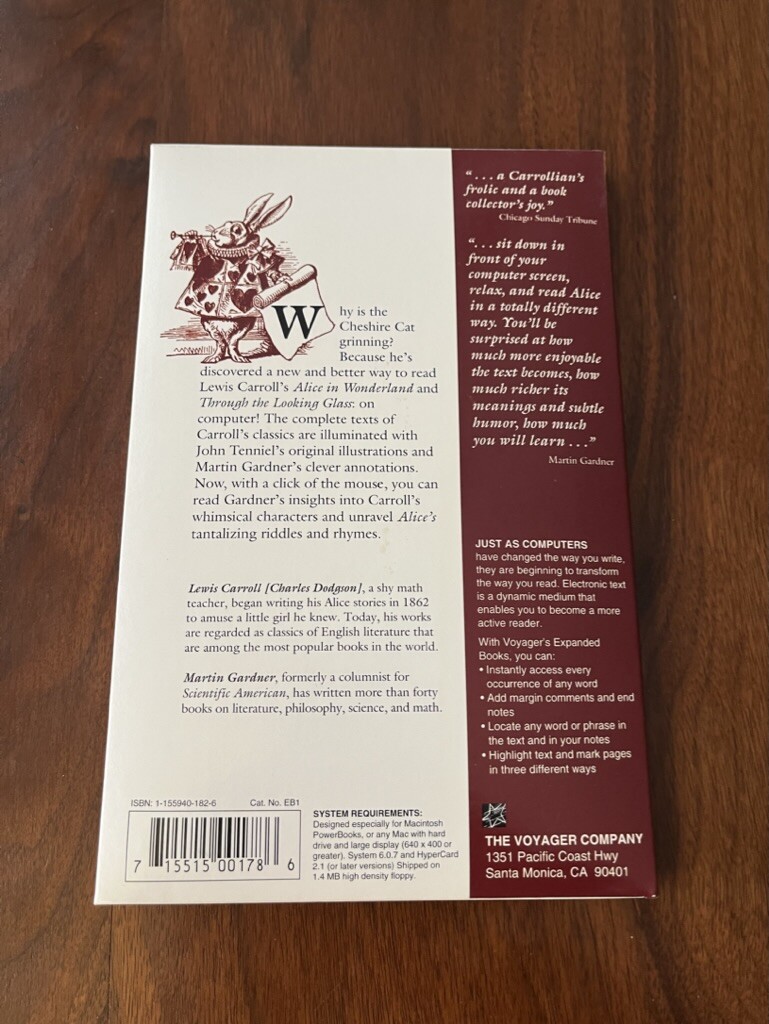 Why is the
Cheshire Cat
grinning?
Because he's
discovered a new and better way to read
Lewis Carroll's Alice in Wonderland and
Through the Looking Glass: on
computer! The complete texts of
Carroll's classics are illuminated with
John Tenniel's original illustrations and
Martin Gardner's clever annotations.
Now, with a click of the mouse, you can
read Gardner's insights into Carroll's
whimsical characters and unravel Alice's
tantalizing riddles and rhymes.
Lewis Carroll [Charles Dodgson], a shy math
teacher, began writing his Alice stories in 1862
to amuse a little girl he knew. Today, his works
are regarded as classics of English literature that
are among the most popular books in the world.
Martin Gardner, formerly a columnist for
Scientific American, has written more than forty
books on literature, philosophy, science, and math.
ISBN: 1-155940-182-6 Cat. No. EB1
7 15515 00178 6
SYSTEM REQUIREMENTS:
Designed especially for Macintosh
PowerBooks, or any Mac with hard
drive and large display (640 x 400 or
greater). System 6.0.7 and HyperCard
2.1 (or later versions) Shipped on
1.4 MB high density floppy.
"... a Carrollian's
frolic and a book
collector's joy."
Chicago Sunday Tribune
"... sit down in
front of your
computer screen,
relax, and read Alice
in a totally different
way. You'll be
surprised at how
much more enjoyable
the text becomes, how
much richer its
meanings and subtle
humor, how much
you will learn ..."
Martin Gardner
JUST AS COMPUTERS
have changed the way you write,
they are beginning to transform
the way you read. Electronic text
is a dynamic medium that
enables you to become a more
active reader.
With Voyager's Expanded
Books, you can:
• Instantly access every
occurrence of any word
• Add margin comments and end
notes
• Locate any word or phrase in
the text and in your notes
• Highlight text and mark pages
in three different ways
THE VOYAGER COMPANY
1351 Pacific Coast Hwy
Santa Monica, CA 90401